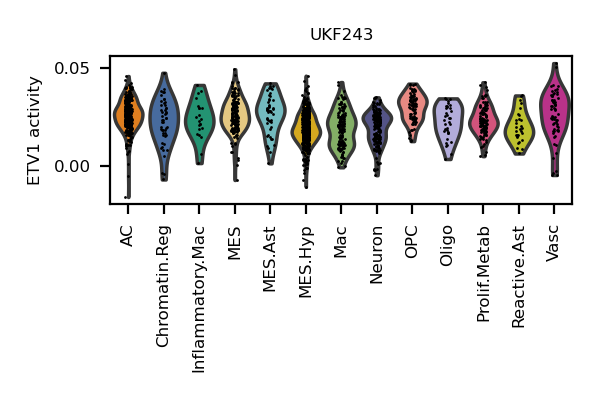 UKF243
ETV1 activity
0.05
0.00
AC
Chromatin.Reg
Inflammatory.Mac
MES
MES.Ast
MES.Hyp
Mac
Neuron
OPC
Oligo
Prolif.Metab
Reactive.Ast
Vasc